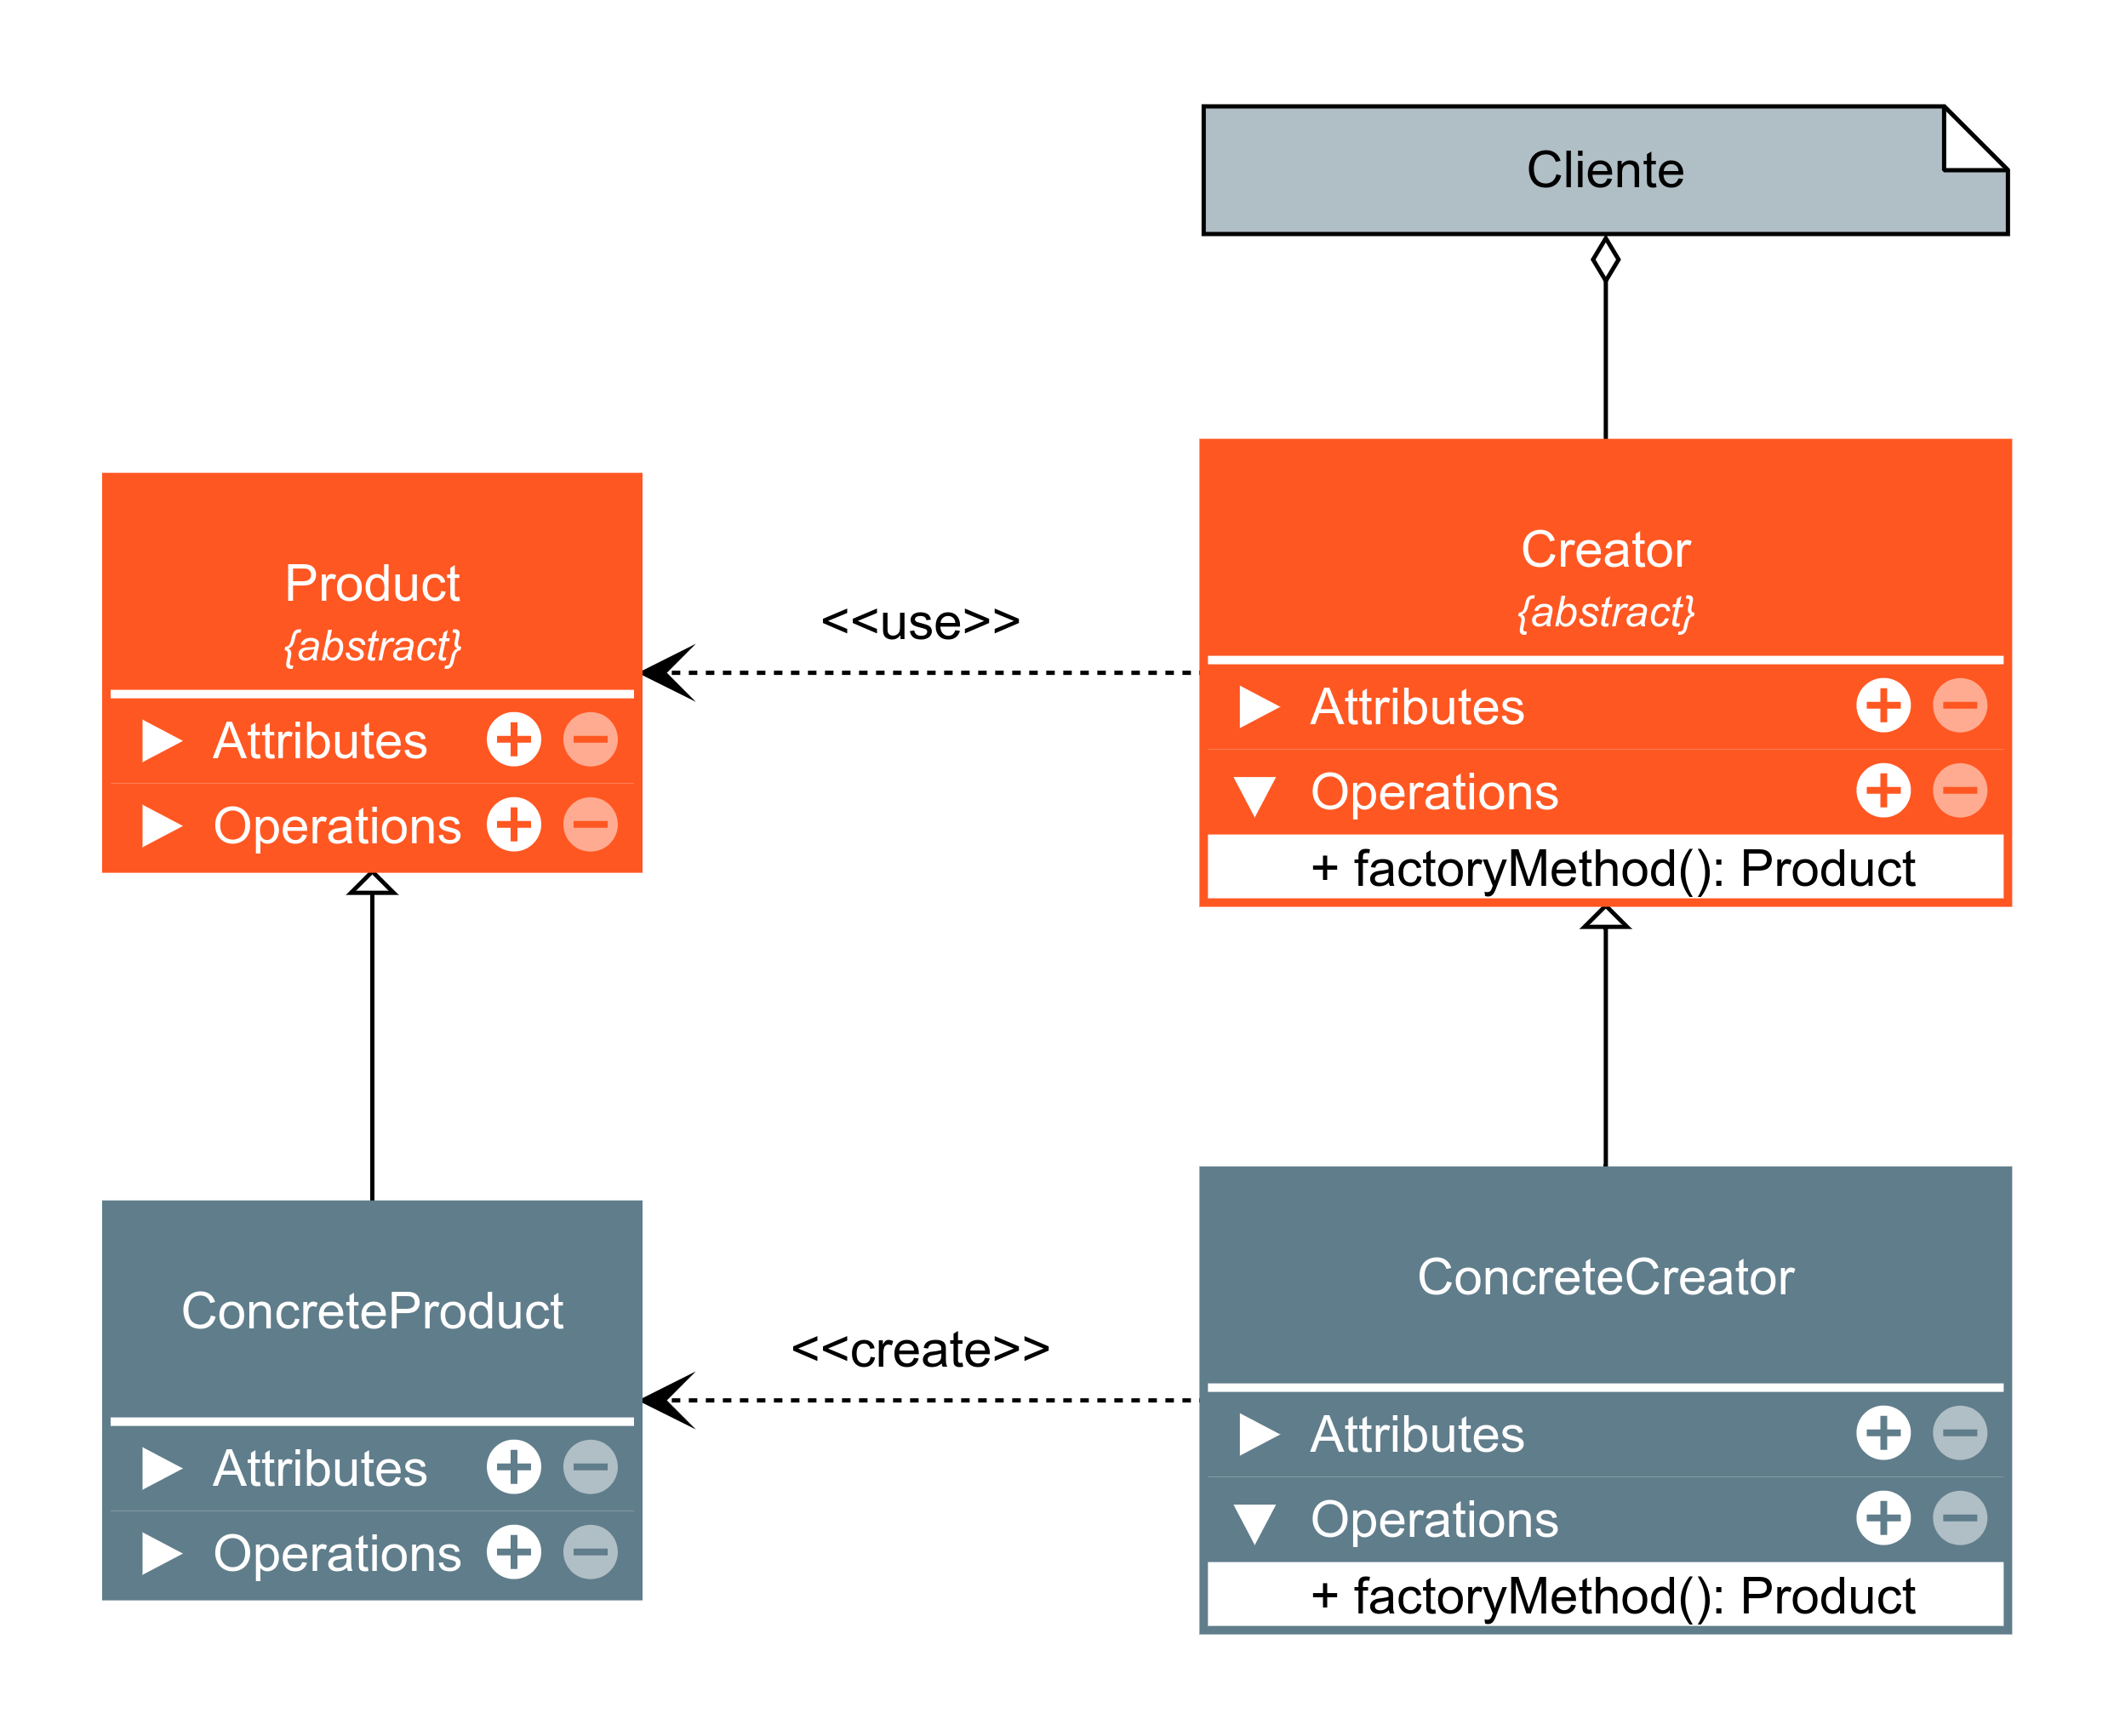 Cliente
Product
{abstract}
Attributes
Operations
<<use>>
Creator
{abstract}
Attributes
Operations
+ factoryMethod(): Product
ConcreteProduct
Attributes
Operations
<<create>>
ConcreteCreator
Attributes
Operations
+ factoryMethod(): Product